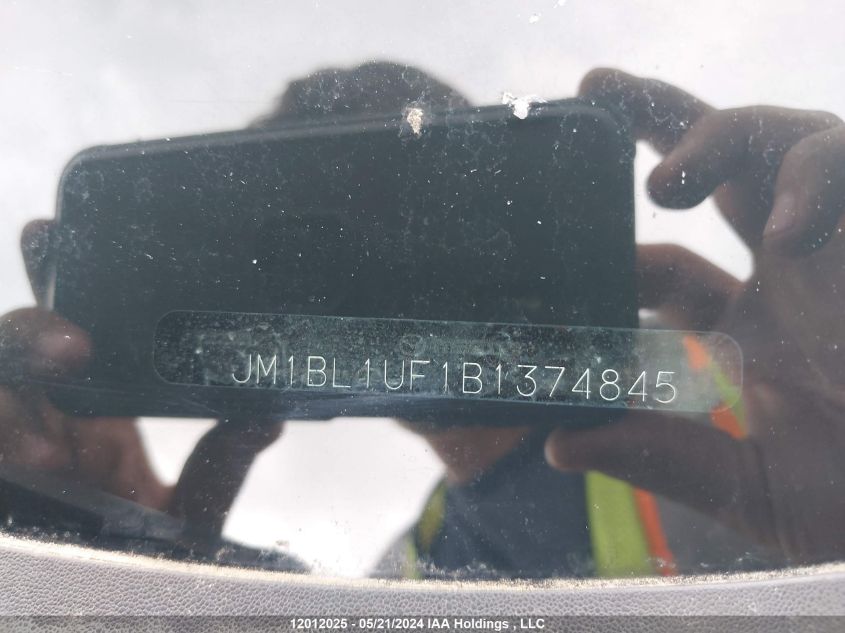 JM1BL1UF1B1374845
12012025 - 05/21/2024 IAA Holdings , LLC